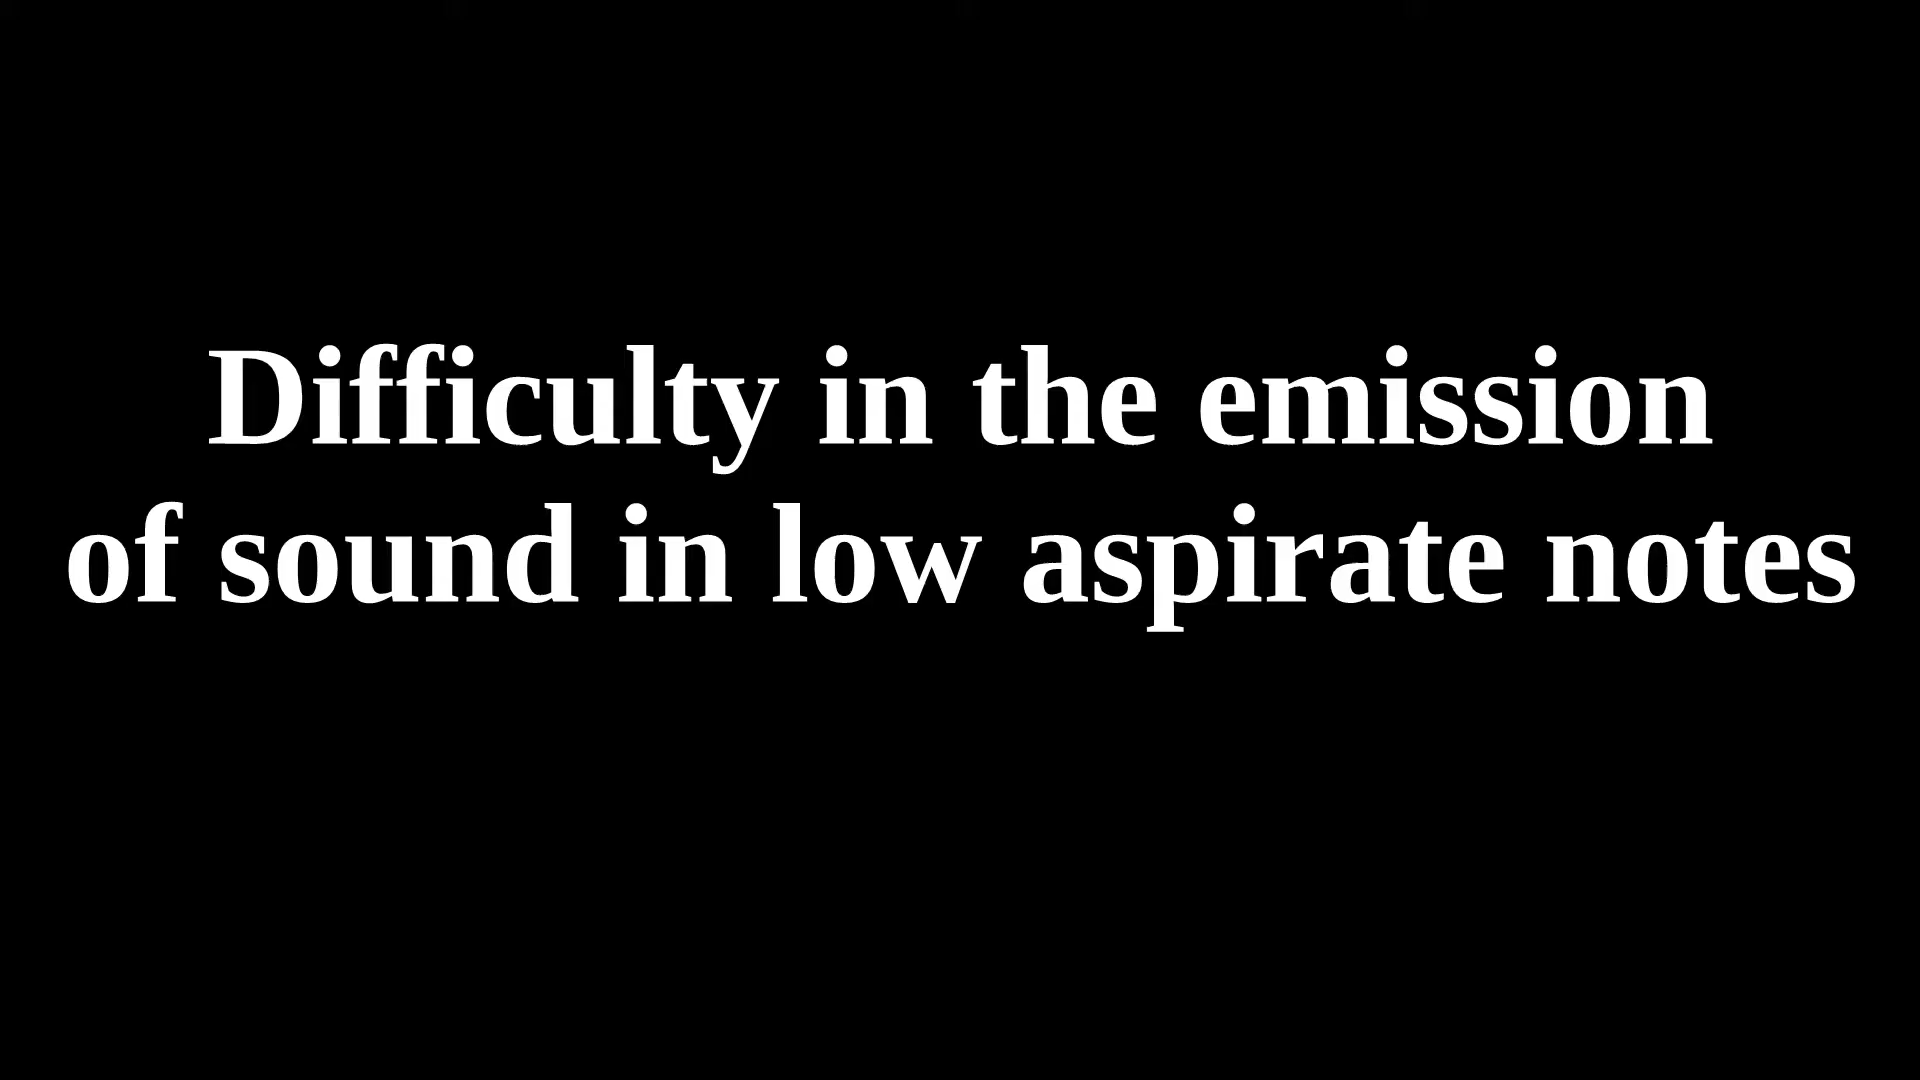 Difficulty in the emission
of sound in low aspirate notes